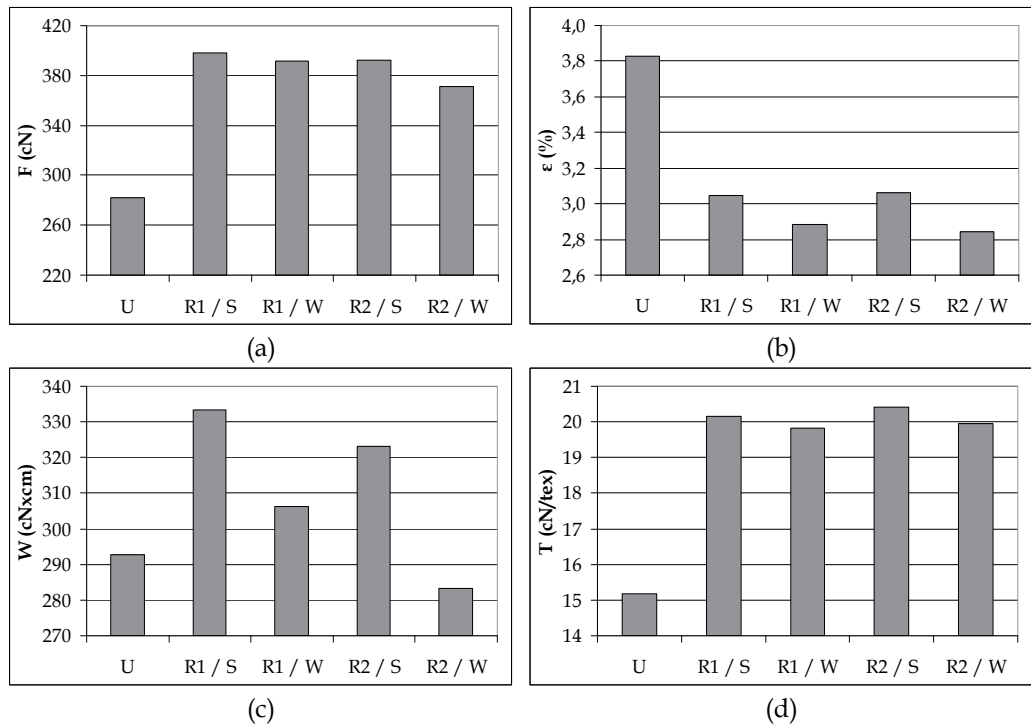 420
380
340
300
260
220
F (cN)
U R1 / S R1 / W R2 / S R2 / W
(a)
4,0
3,8
3,6
3,4
3,2
3,0
2,8
2,6
ε (%)
U R1 / S R1 / W R2 / S R2 / W
(b)
340
330
320
310
300
290
280
270
W (cNxcm)
U R1 / S R1 / W R2 / S R2 / W
(c)
21
20
19
18
17
16
15
14
T (cN/tex)
U R1 / S R1 / W R2 / S R2 / W
(d)